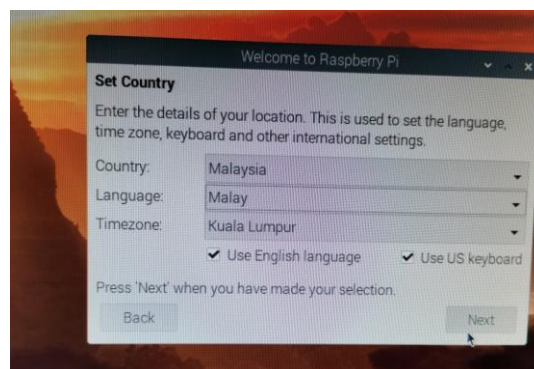 Welcome to Raspberry Pi
Set Country
Enter the details of your location. This is used to set the language,
time zone, keyboard and other international settings.
Country: Malaysia
Language: Malay
Timezone: Kuala Lumpur
Use English language Use US keyboard
Press 'Next' when you have made your selection.
Back Next